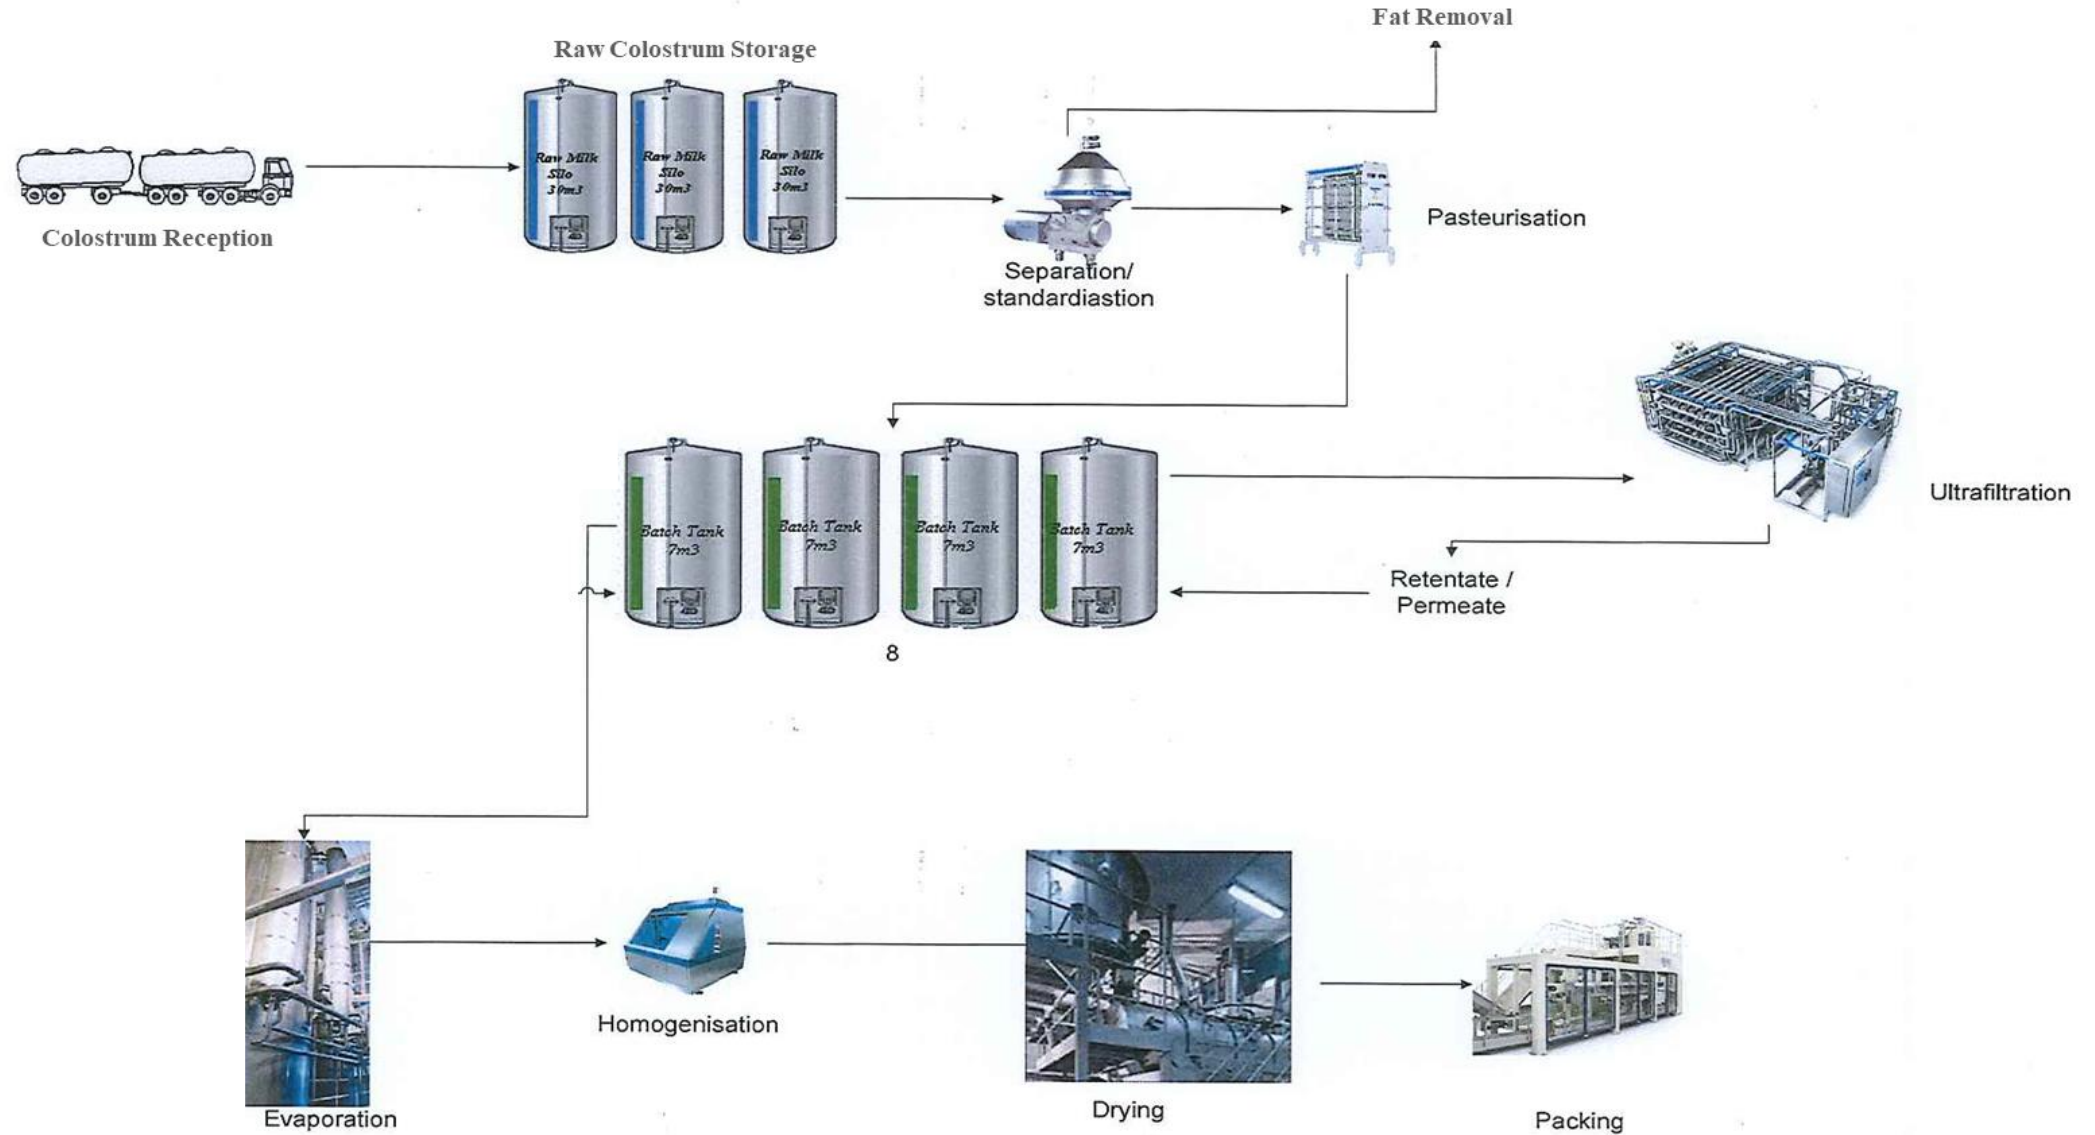 Fat Removal
Raw Colostrum Storage
Raw Milk
Silo
30m3
Raw Milk
Silo
30m3
Raw Milk
Silo
30m3
Colostrum Reception
Separation/
standardiastion
Pasteurisation
Batch Tank
7m3
Batch Tank
7m3
Batch Tank
7m3
Batch Tank
7m3
8
Ultrafiltration
Retentate /
Permeate
Evaporation
Homogenisation
Drying
Packing